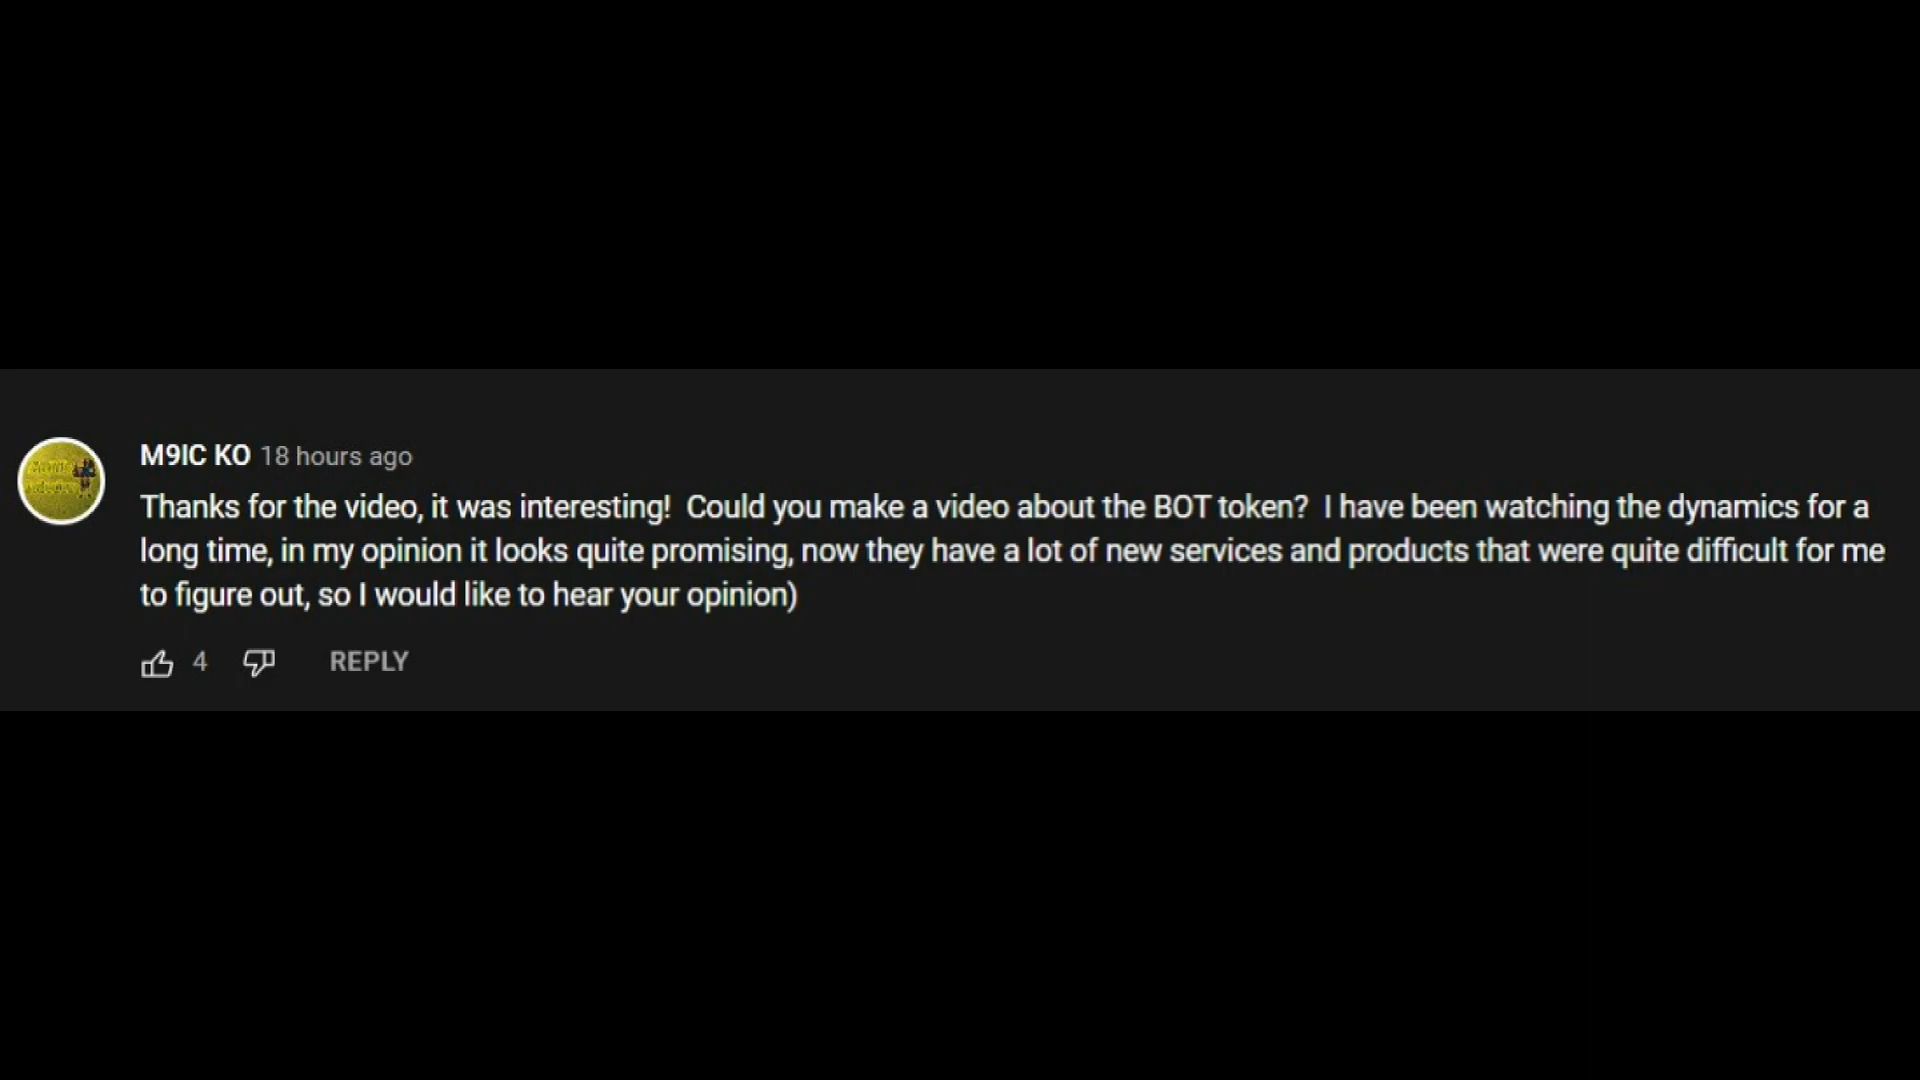 M9IC KO 18 hours ago
Thanks for the video, it was interesting!  Could you make a video about the BOT token?  I have been watching the dynamics for a
long time, in my opinion it looks quite promising, now they have a lot of new services and products that were quite difficult for me
to figure out, so I would like to hear your opinion)
4 REPLY